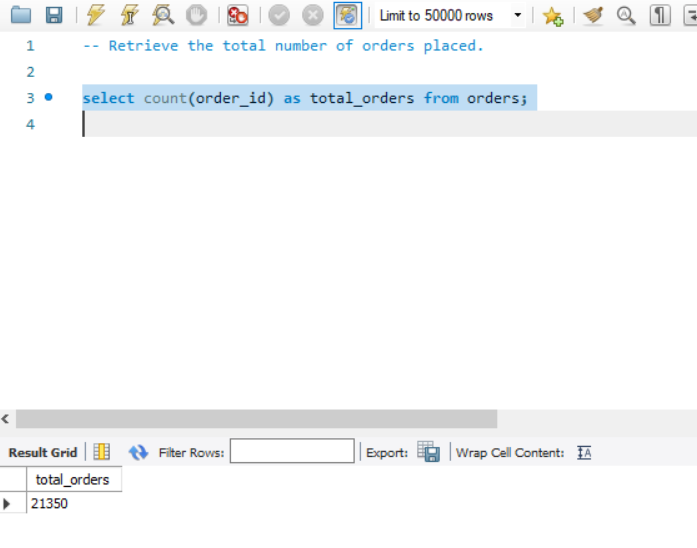 Limit to 50000 rows
1 -- Retrieve the total number of orders placed.
2
3 select count(order_id) as total_orders from orders;
4
Result Grid Filter Rows: Export: Wrap Cell Content:
total_orders
21350